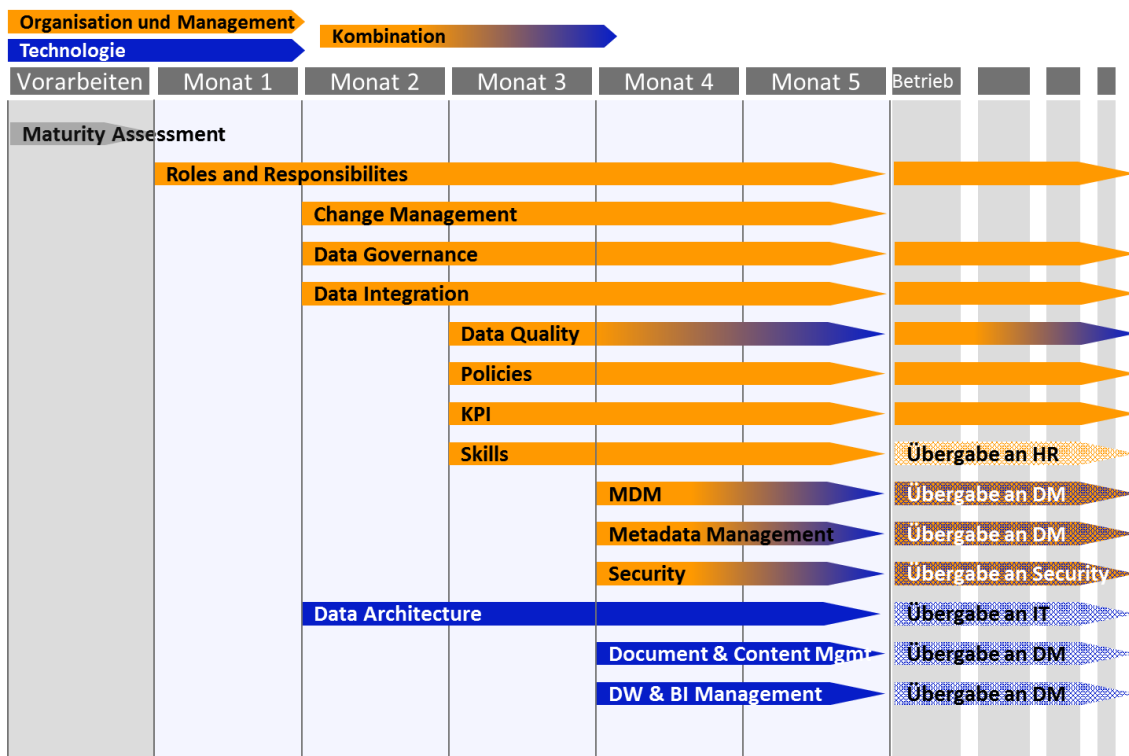 Organisation und Management
Technologie
Kombination
Vorarbeiten Monat 1 Monat 2 Monat 3 Monat 4 Monat 5 Betrieb
Maturity Assessment
Roles and Responsibilites
Change Management
Data Governance
Data Integration
Data Quality
Policies
KPI
Skills Übergabe an HR
MDM Übergabe an DM
Metadata Management Übergabe an DM
Security Übergabe an Security
Data Architecture Übergabe an IT
Document & Content Mgmt Übergabe an DM
DW & BI Management Übergabe an DM